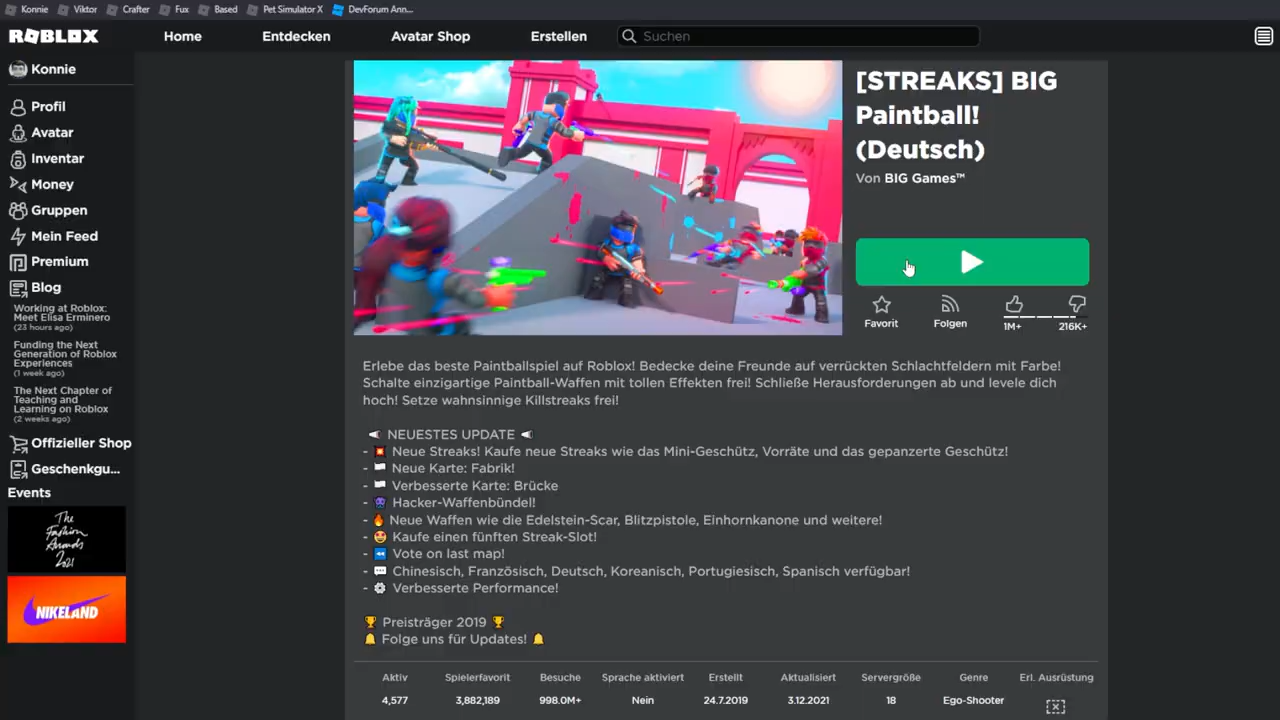 Konnie
Viktor
Crafter
Fux
Based
Pet Simulator X
DevForum Ann...
ROBLOX
Home
Entdecken
Avatar Shop
Erstellen
Suchen
Konnie
Profil
Avatar
Inventar
Money
Gruppen
Mein Feed
Premium
Blog
Working at Roblox:
Meet Elisa Erminero
(23 hours ago)
Funding the Next
Generation of Roblox
Experiences
(1 week ago)
The Next Chapter of
Teaching and
Learning on Roblox
(2 weeks ago)
Offizieller Shop
Geschenkgu...
Events
The
Fashion
Awards
2021
NIKELAND
[STREAKS] BIG
Paintball!
(Deutsch)
Von BIG Games™
Favorit
Folgen
1M+
216K+
Erlebe das beste Paintballspiel auf Roblox! Bedecke deine Freunde auf verrückten Schlachtfeldern mit Farbe!
Schalte einzigartige Paintball-Waffen mit tollen Effekten frei! Schließe Herausforderungen ab und levele dich
hoch! Setze wahnsinnige Killstreaks frei!
NEUESTES UPDATE
- Neue Streaks! Kaufe neue Streaks wie das Mini-Geschütz, Vorräte und das gepanzerte Geschütz!
- Neue Karte: Fabrik!
- Verbesserte Karte: Brücke
- Hacker-Waffenbündel!
- Neue Waffen wie die Edelstein-Scar, Blitzpistole, Einhornkanone und weitere!
- Kaufe einen fünften Streak-Slot!
- Vote on last map!
- Chinesisch, Französisch, Deutsch, Koreanisch, Portugiesisch, Spanisch verfügbar!
- Verbesserte Performance!
Preisträger 2019
Folge uns für Updates!
Aktiv Spielerfavorit Besuche Sprache aktiviert Erstellt Aktualisiert Servergröße Genre Erl. Ausrüstung
4,577 3,882,189 998.0M+ Nein 24.7.2019 3.12.2021 18 Ego-Shooter